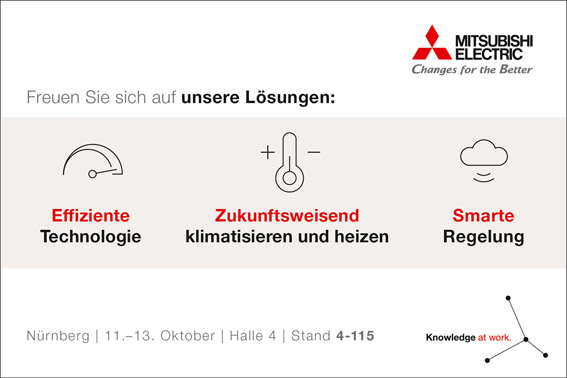 MITSUBISHI
ELECTRIC
Changes for the Better
Freuen Sie sich auf unsere Lösungen:
Effiziente
Technologie
Zukunftsweisend
klimatisieren und heizen
Smarte
Regelung
Nürnberg | 11.–13. Oktober | Halle 4 | Stand 4-115
Knowledge at work.